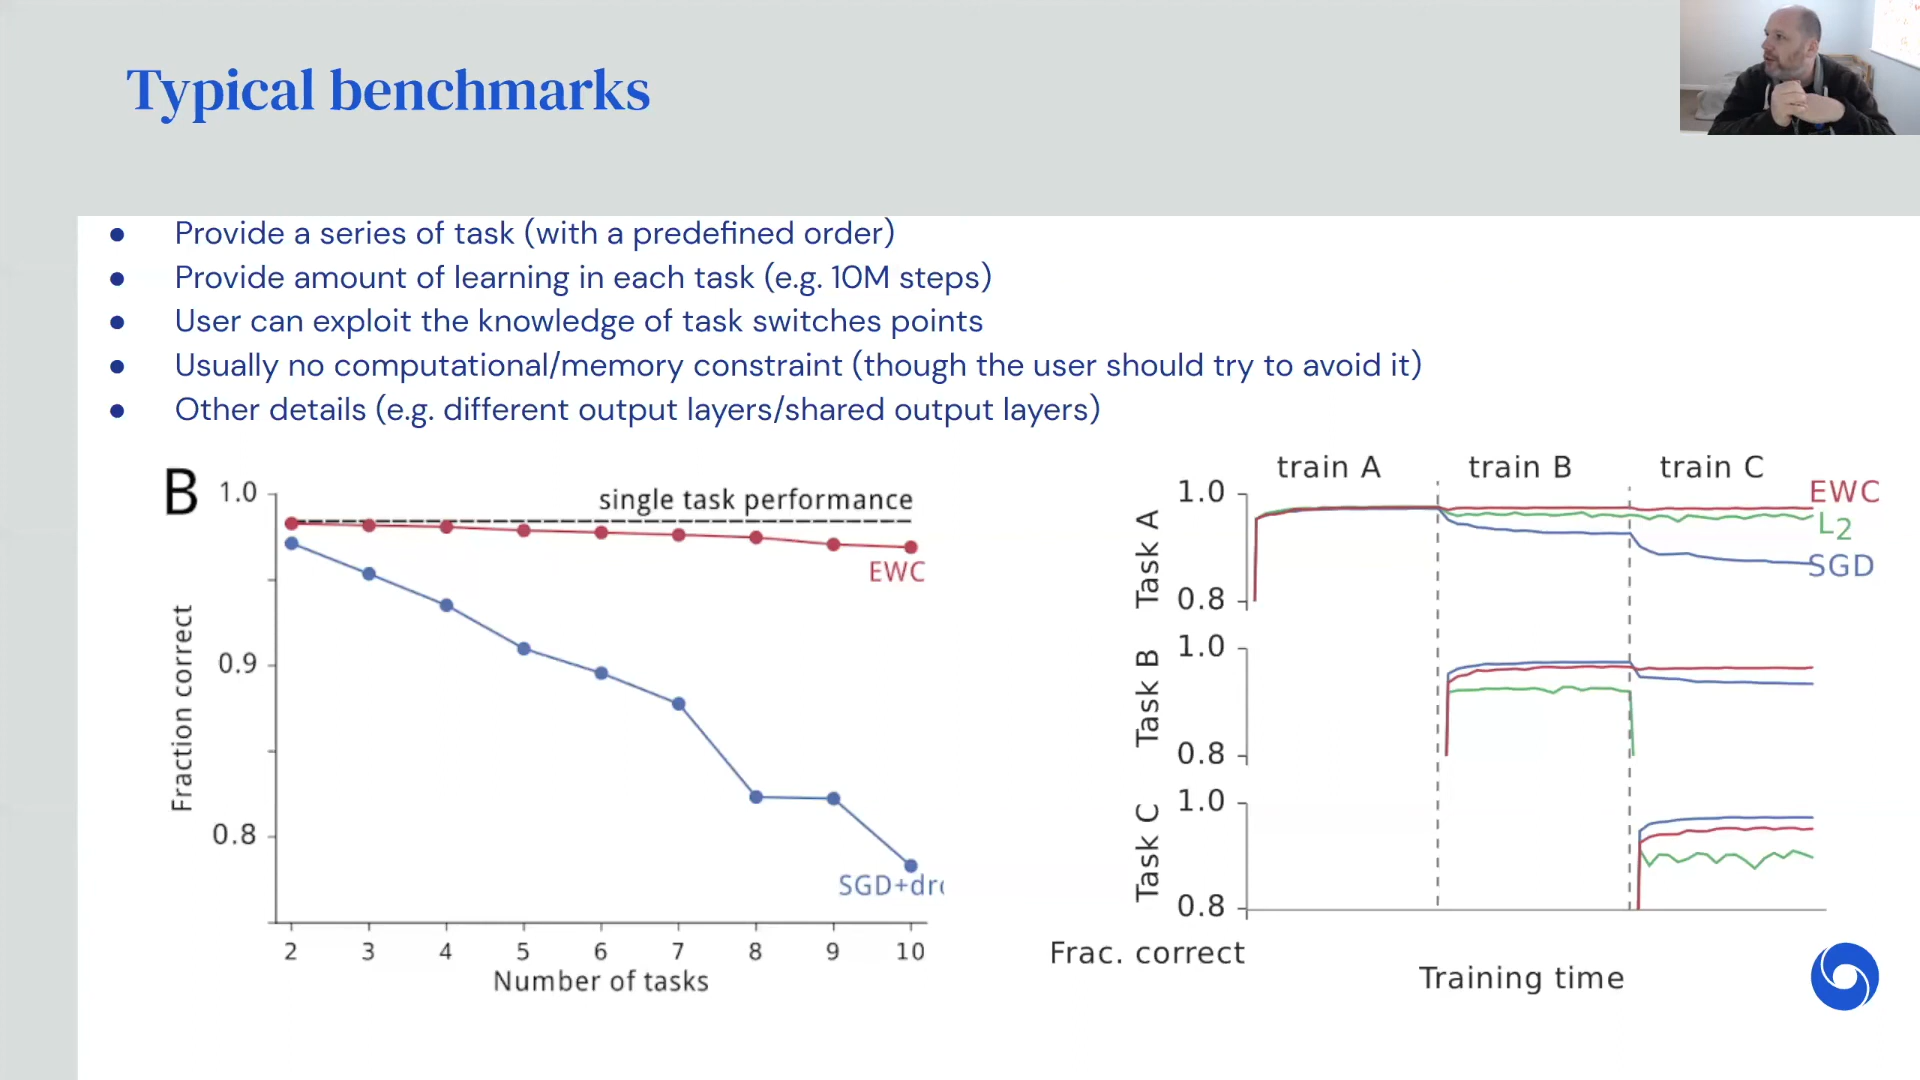 Typical benchmarks
Provide a series of task (with a predefined order)
Provide amount of learning in each task (e.g. 10M steps)
User can exploit the knowledge of task switches points
Usually no computational/memory constraint (though the user should try to avoid it)
Other details (e.g. different output layers/shared output layers)
B
1.0
single task performance
EWC
0.9
Fraction correct
0.8
SGD+dr
2 3 4 5 6 7 8 9 10
Number of tasks
train A train B train C
Task A
1.0
0.8
EWC
L2
SGD
Task B
1.0
0.8
Task C
1.0
0.8
Frac. correct
Training time